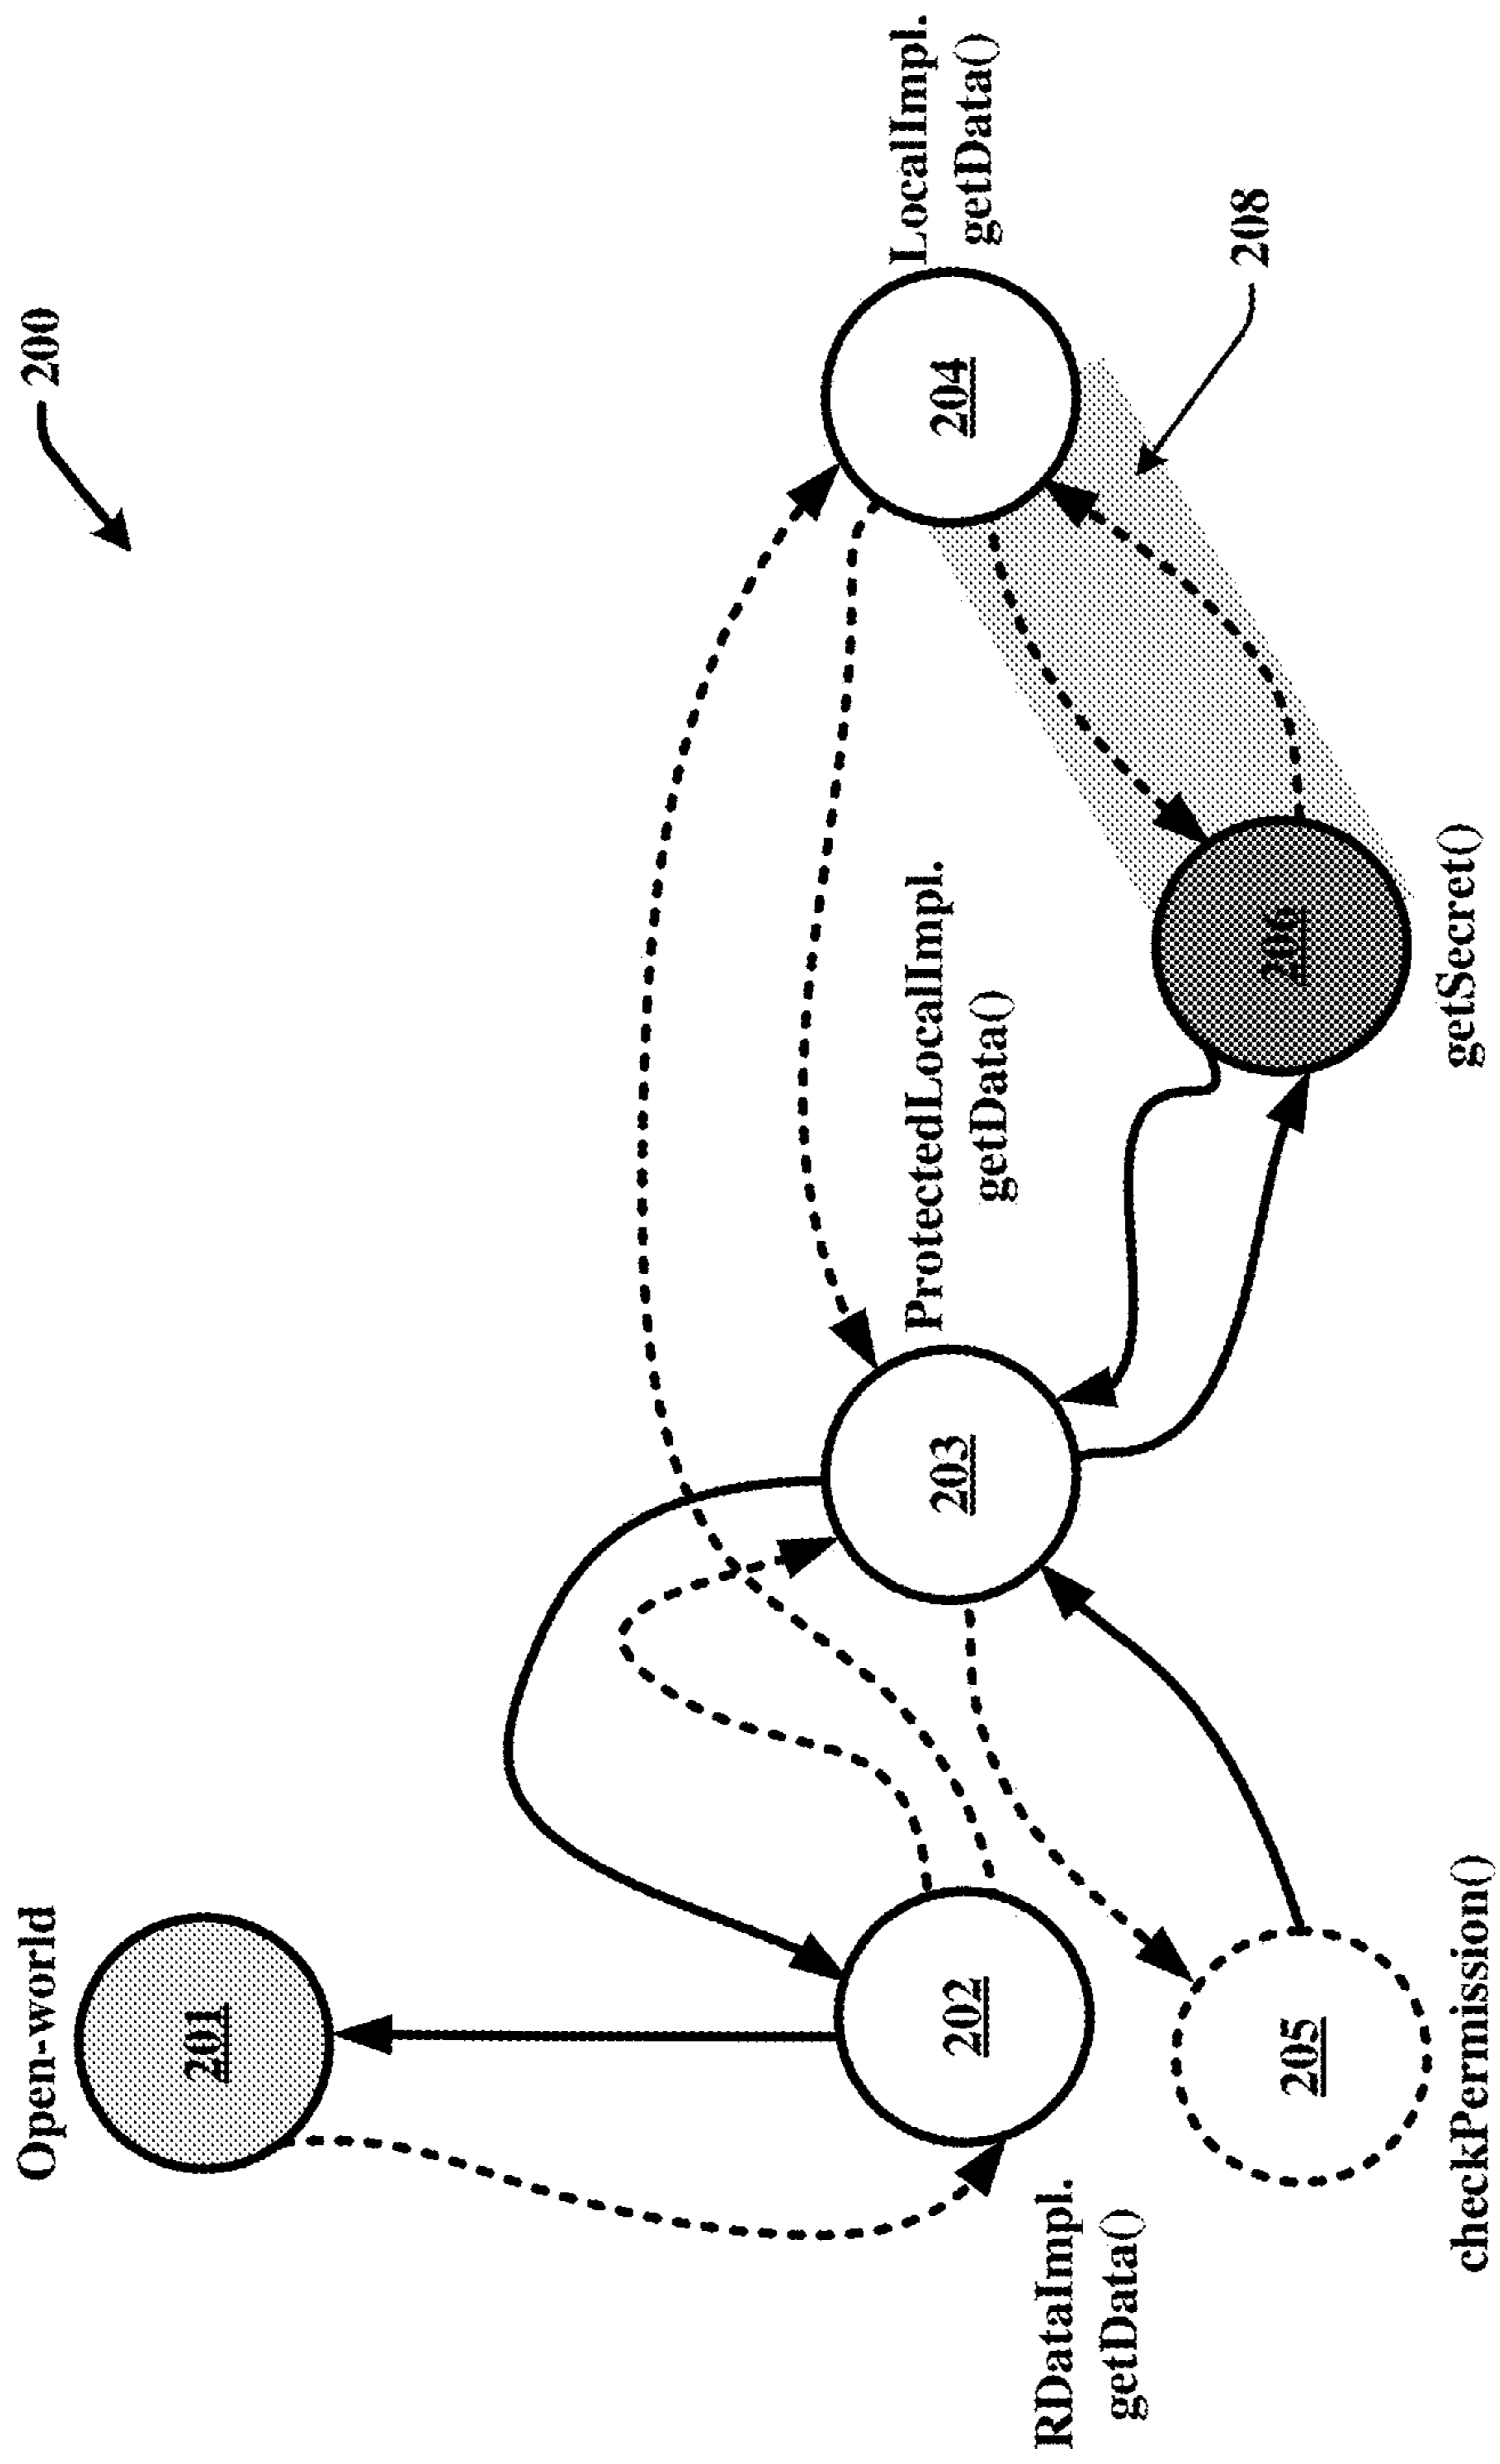 200
Open-world
201
LocalImpl.
getData()
204
ProtectedLocalImpl.
getData()
203
202
RDataImpl.
getData()
208
206
getSecret()
205
checkPermission()